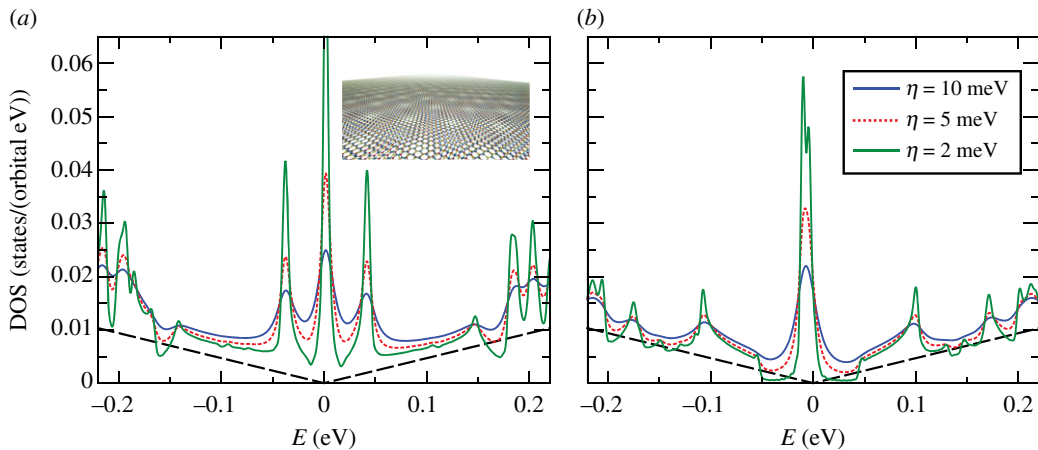 (a)
(b)
DOS (states/(orbital eV))
0.06
0.05
0.04
0.03
0.02
0.01
0
η = 10 meV
η = 5 meV
η = 2 meV
−0.2 −0.1 0 0.1 0.2
−0.2 −0.1 0 0.1 0.2
E (eV)
E (eV)